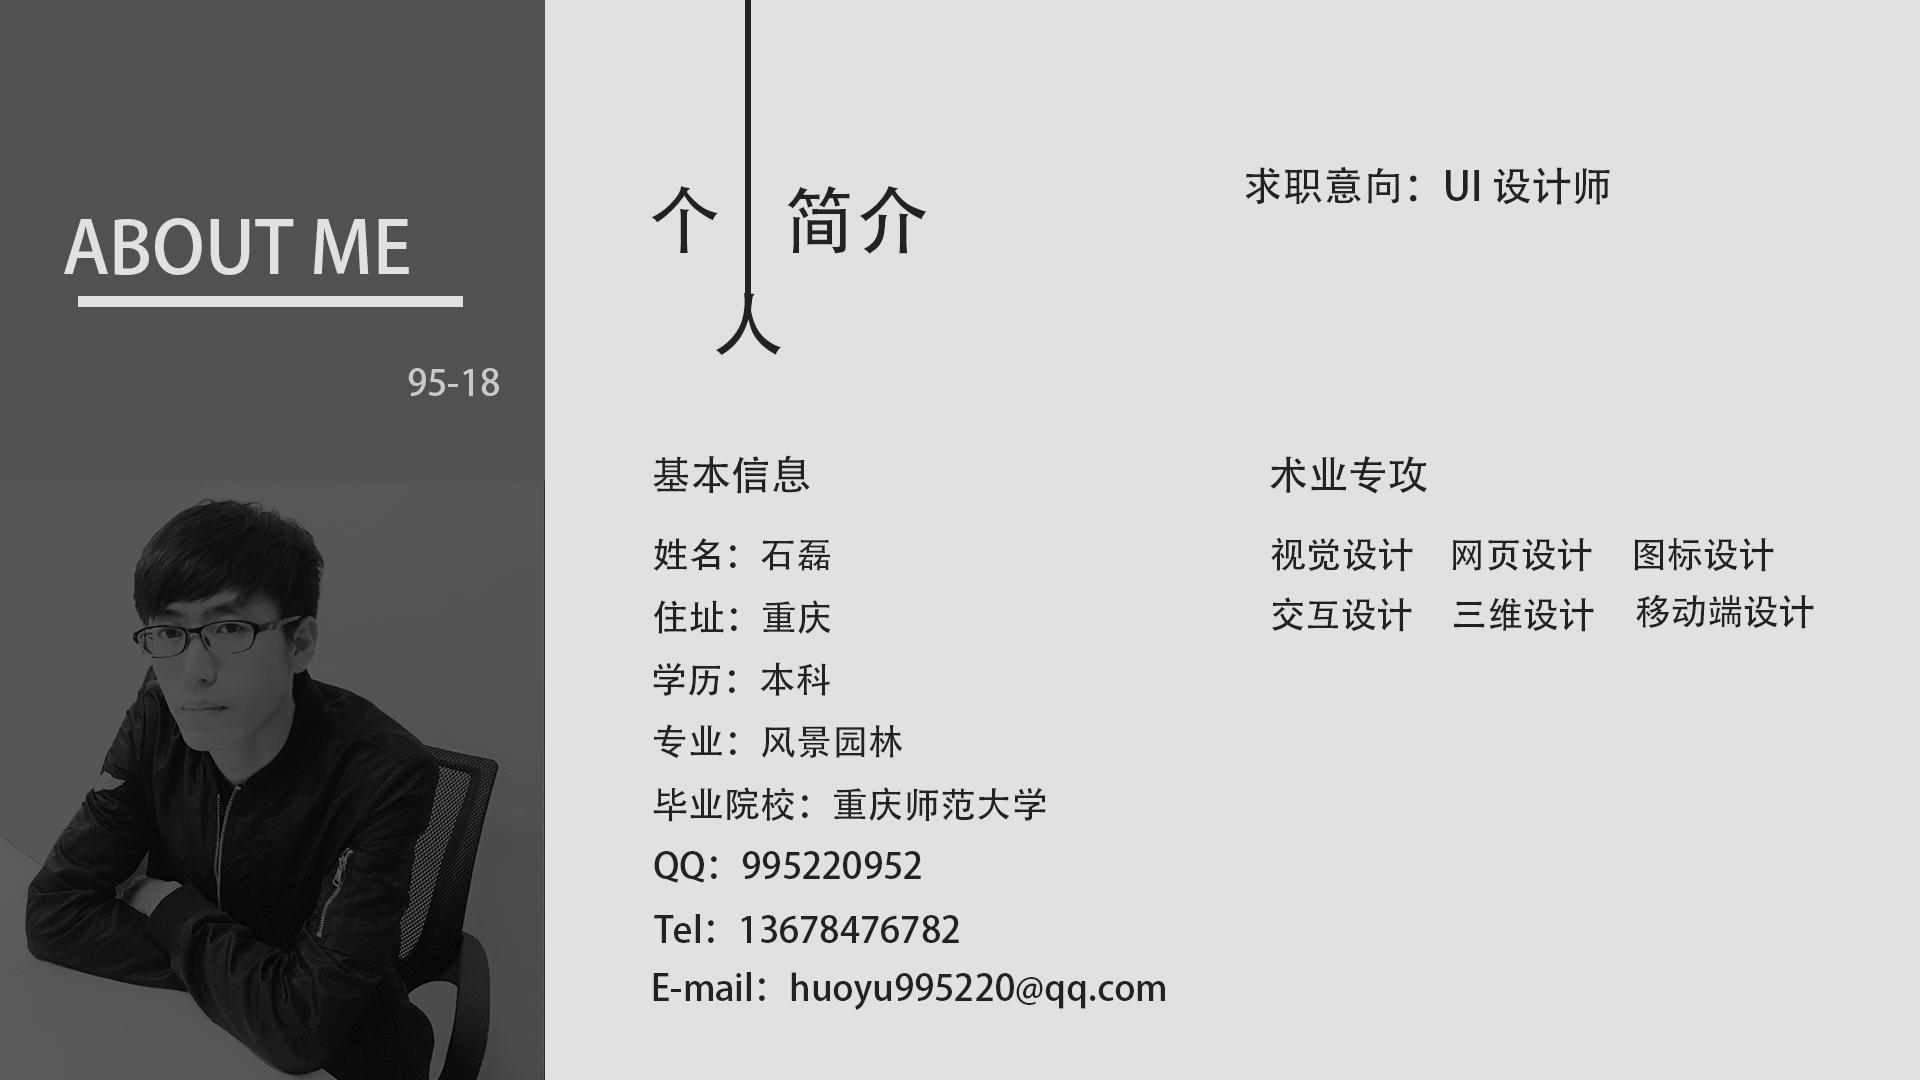 ABOUT ME
95-18
个人简介
求职意向：UI 设计师
基本信息
姓名：石磊
住址：重庆
学历：本科
专业：风景园林
毕业院校：重庆师范大学
QQ：995220952
Tel：13678476782
E-mail：huoyu995220@qq.com
术业专攻
视觉设计 网页设计 图标设计
交互设计 三维设计 移动端设计